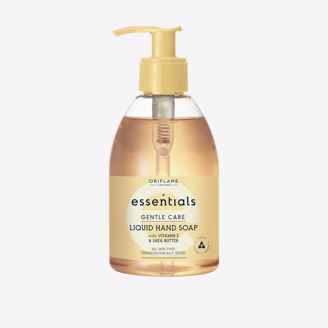 ORIFLAME
essentials
GENTLE CARE
LIQUID HAND SOAP
with VITAMIN E
& SHEA BUTTER